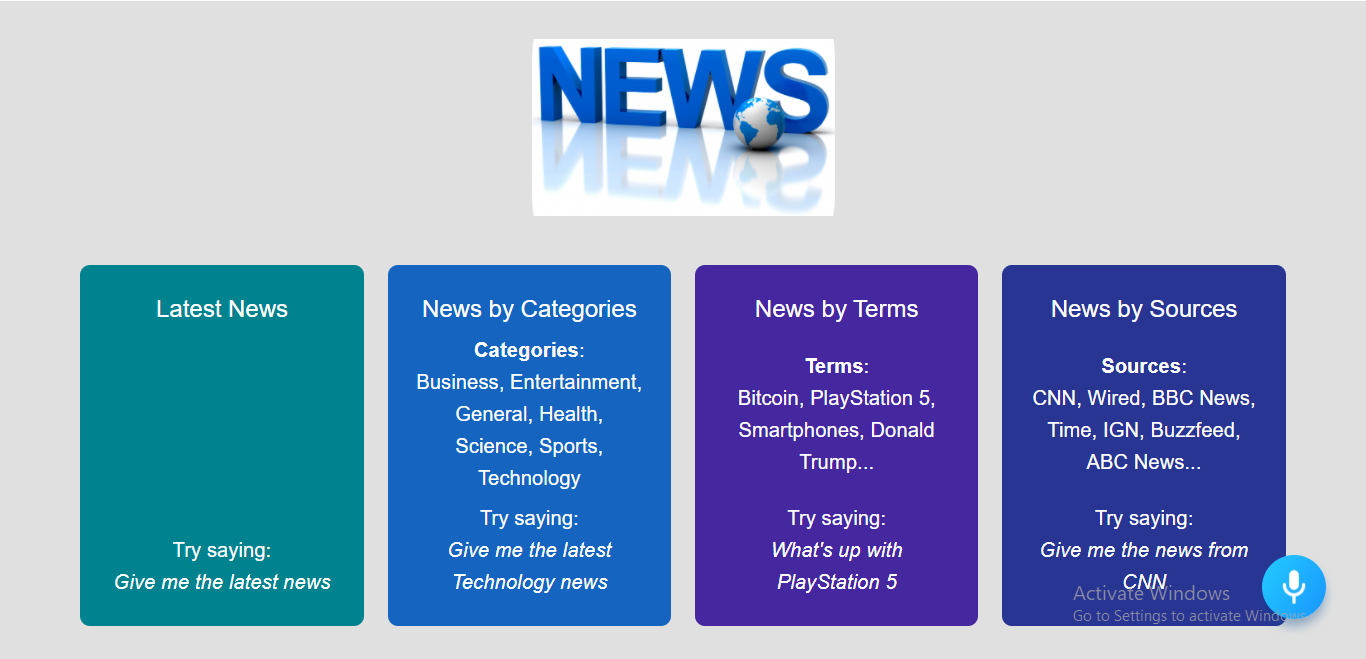 NEWS
Latest News
Try saying:
Give me the latest news
News by Categories
Categories:
Business, Entertainment,
General, Health,
Science, Sports,
Technology
Try saying:
Give me the latest
Technology news
News by Terms
Terms:
Bitcoin, PlayStation 5,
Smartphones, Donald
Trump...
Try saying:
What's up with
PlayStation 5
News by Sources
Sources:
CNN, Wired, BBC News,
Time, IGN, Buzzfeed,
ABC News...
Try saying:
Give me the news from
CNN
Activate Windows
Go to Settings to activate Windows.